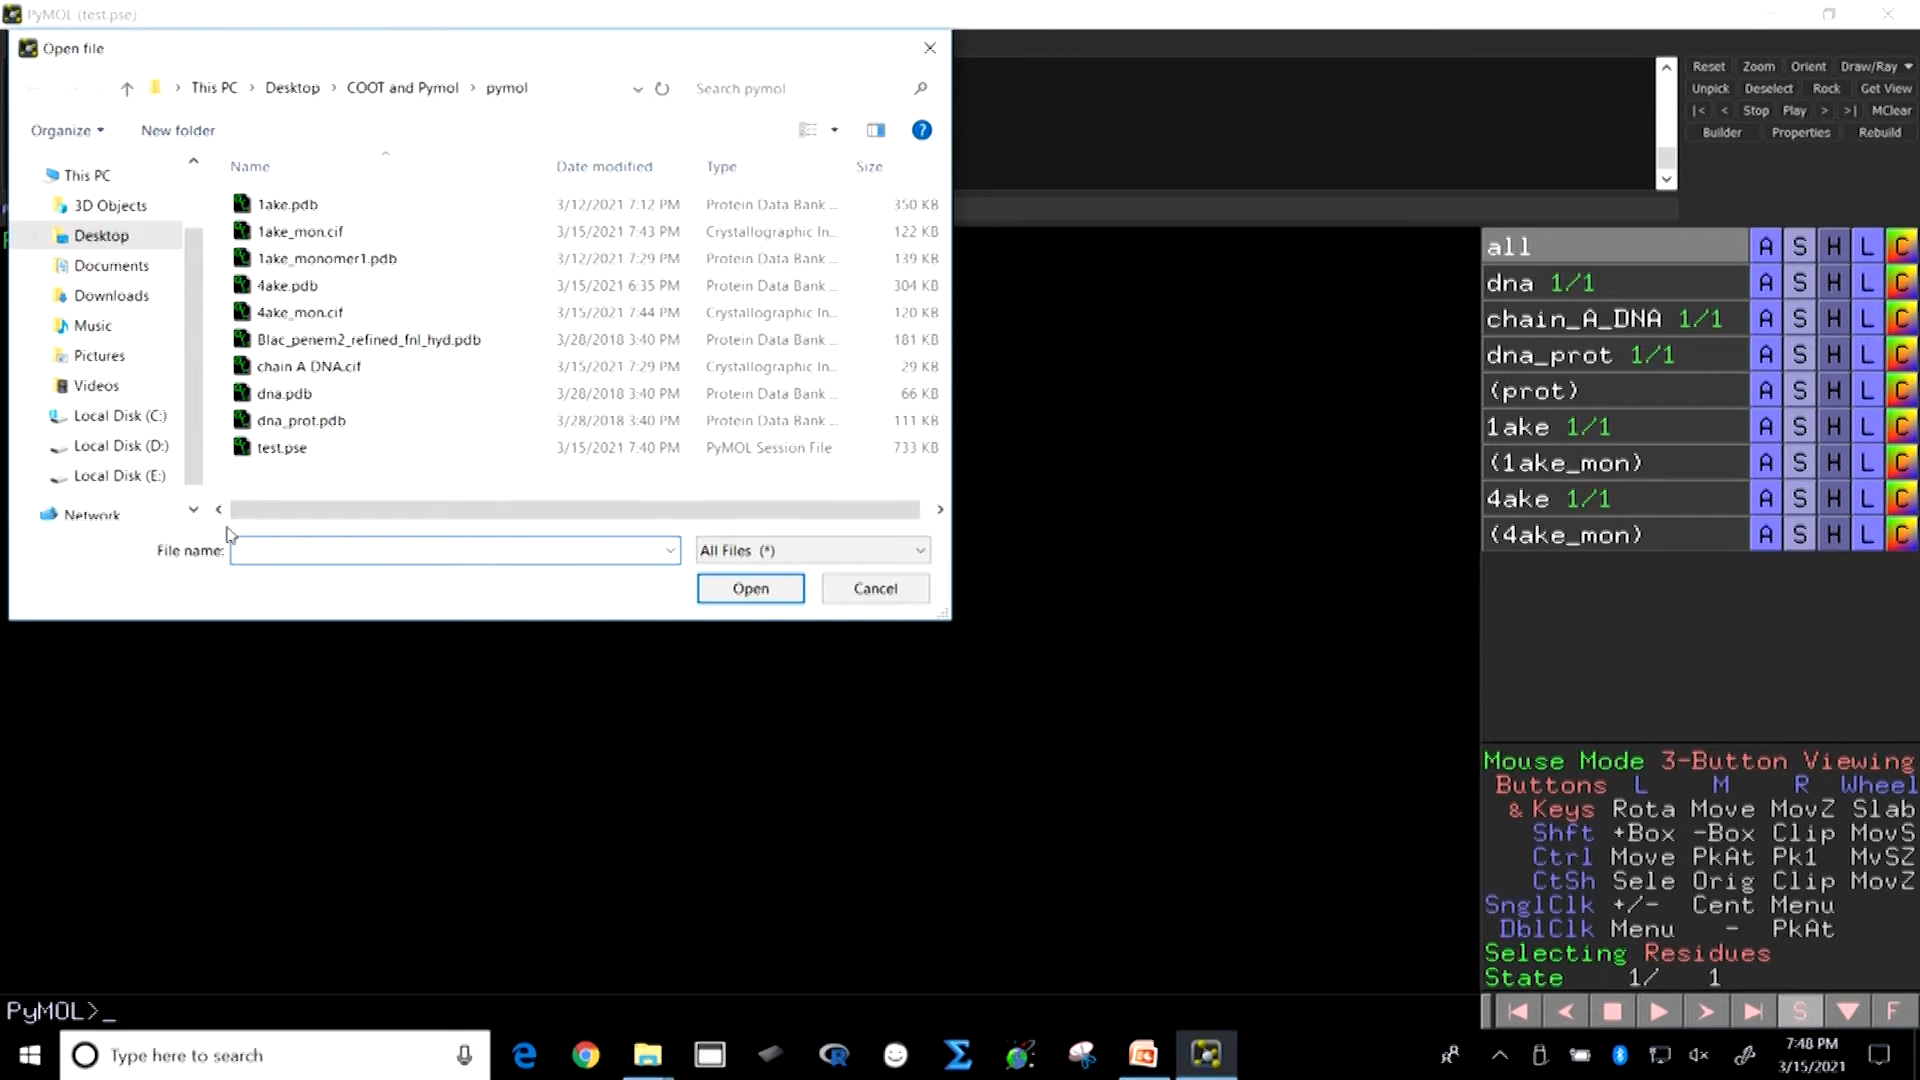 PyMOL (test.pse)
Open file
This PC > Desktop > COOT and Pymol > pymol
Search pymol
Organize
New folder
Name Date modified Type Size
This PC
3D Objects
Desktop
Documents
Downloads
Music
Pictures
Videos
Local Disk (C:)
Local Disk (D:)
Local Disk (E:)
Network
1ake.pdb 3/12/2021 7:12 PM Protein Data Bank ... 350 KB
1ake_mon.cif 3/15/2021 7:43 PM Crystallographic In... 122 KB
1ake_monomer1.pdb 3/12/2021 7:29 PM Protein Data Bank ... 139 KB
4ake.pdb 3/15/2021 6:35 PM Protein Data Bank ... 304 KB
4ake_mon.cif 3/15/2021 7:44 PM Crystallographic In... 120 KB
Blac_penem2_refined_fnl_hyd.pdb 3/28/2018 3:40 PM Protein Data Bank ... 181 KB
chain A DNA.cif 3/15/2021 7:29 PM Crystallographic In... 29 KB
dna.pdb 3/28/2018 3:40 PM Protein Data Bank ... 66 KB
dna_prot.pdb 3/28/2018 3:40 PM Protein Data Bank ... 111 KB
test.pse 3/15/2021 7:40 PM PyMOL Session File 733 KB
File name:
All Files (*)
Open Cancel
Reset Zoom Orient Draw/Ray
Unpick Deselect Rock Get View
|< < Stop Play > >| MClear
Builder Properties Rebuild
all A S H L C
dna 1/1 A S H L C
chain_A_DNA 1/1 A S H L C
dna_prot 1/1 A S H L C
(prot) A S H L C
1ake 1/1 A S H L C
(1ake_mon) A S H L C
4ake 1/1 A S H L C
(4ake_mon) A S H L C
Mouse Mode 3-Button Viewing
Buttons L M R Wheel
& Keys Rota Move MovZ Slab
Shft +Box -Box Clip MovS
Ctrl Move PkAt Pk1 MvSZ
CtSh Sele Orig Clip MovZ
SnglClk +/- Cent Menu
DblClk Menu - PkAt
Selecting Residues
State 1/ 1
S F
PyMOL>_
Type here to search
7:48 PM
3/15/2021